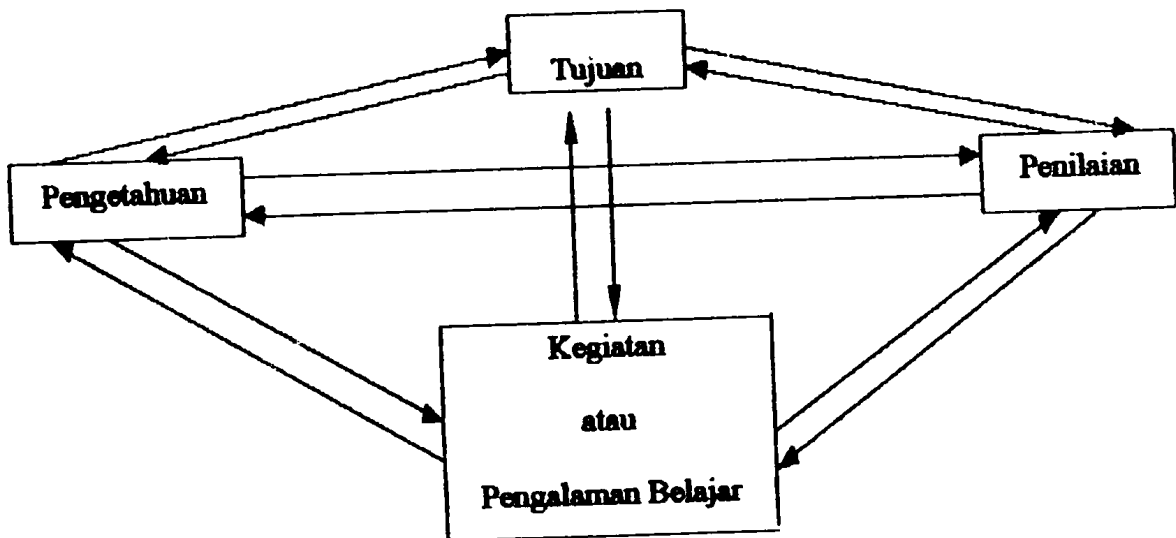 Tujuan
Pengetahuan
Penilaian
Kegiatan
atau
Pengalaman Belajar